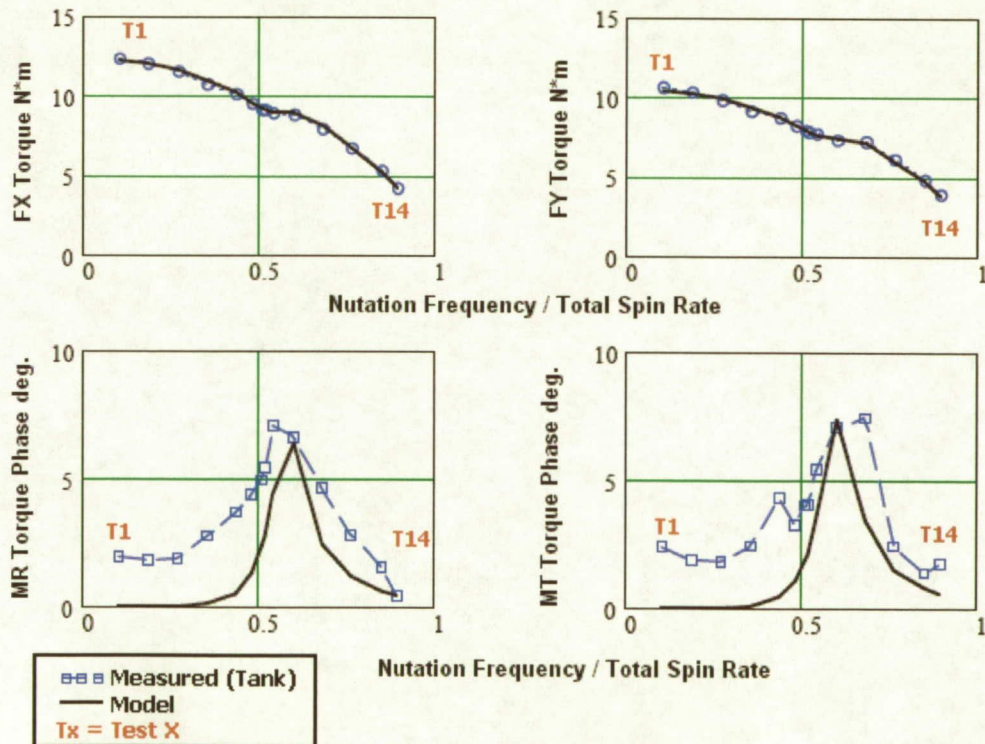 15
10
5
0
FX Torque N*m
T1
T14
0
0.5
1
15
10
5
0
FY Torque N*m
T1
T14
0
0.5
1
Nutation Frequency / Total Spin Rate
10
5
0
MR Torque Phase deg.
T1
T14
0
0.5
1
10
5
0
MT Torque Phase deg.
T1
T14
0
0.5
1
Nutation Frequency / Total Spin Rate
Measured (Tank)
Model
Tx = Test X